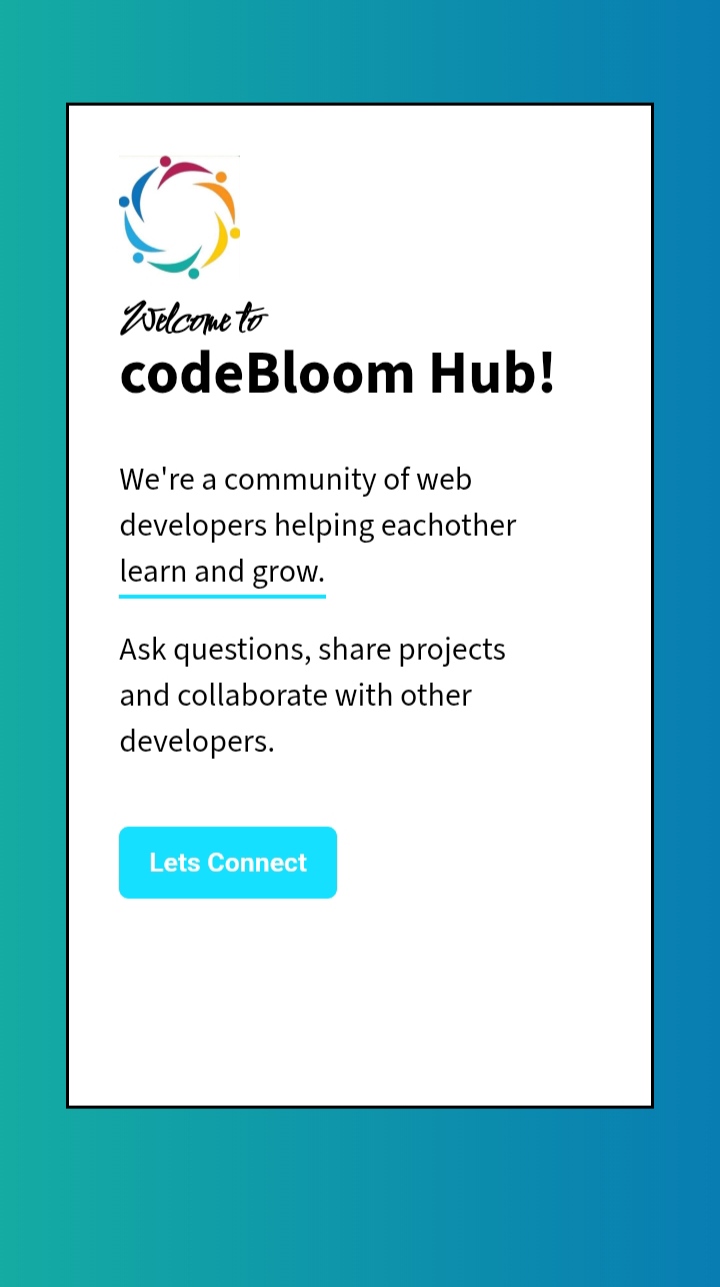 Welcome to
codeBloom Hub!
We're a community of web
developers helping eachother
learn and grow.
Ask questions, share projects
and collaborate with other
developers.
Lets Connect